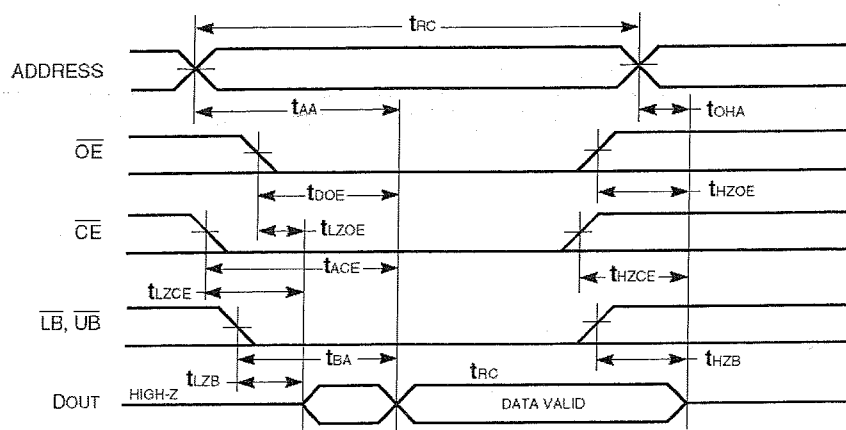 tRC
ADDRESS
tAA
tOHA
OE
tDOE
tHZOE
tLZOE
CE
tACE
tHZCE
tLZCE
LB, UB
tBA
tHZB
tLZB
tRC
DOUT
HIGH-Z
DATA VALID